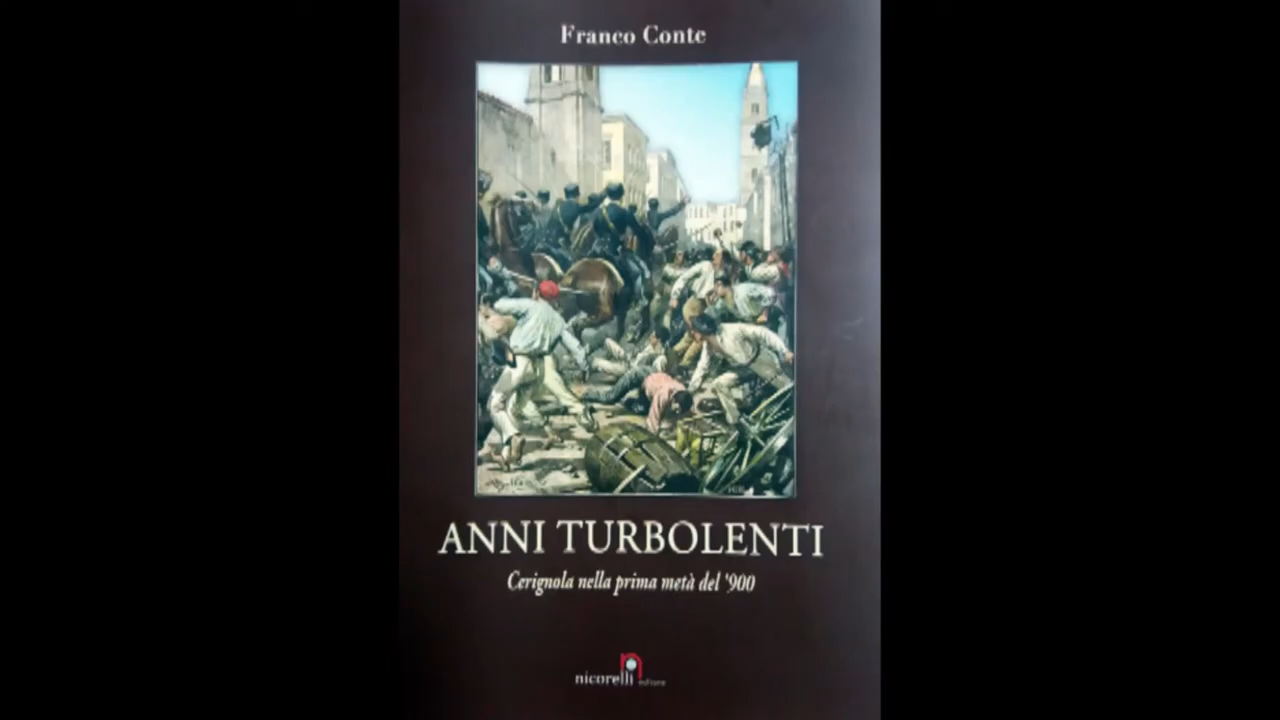 Franco Conte
ANNI TURBOLENTI
Cerignola nella prima metà del '900
nicorelli editore